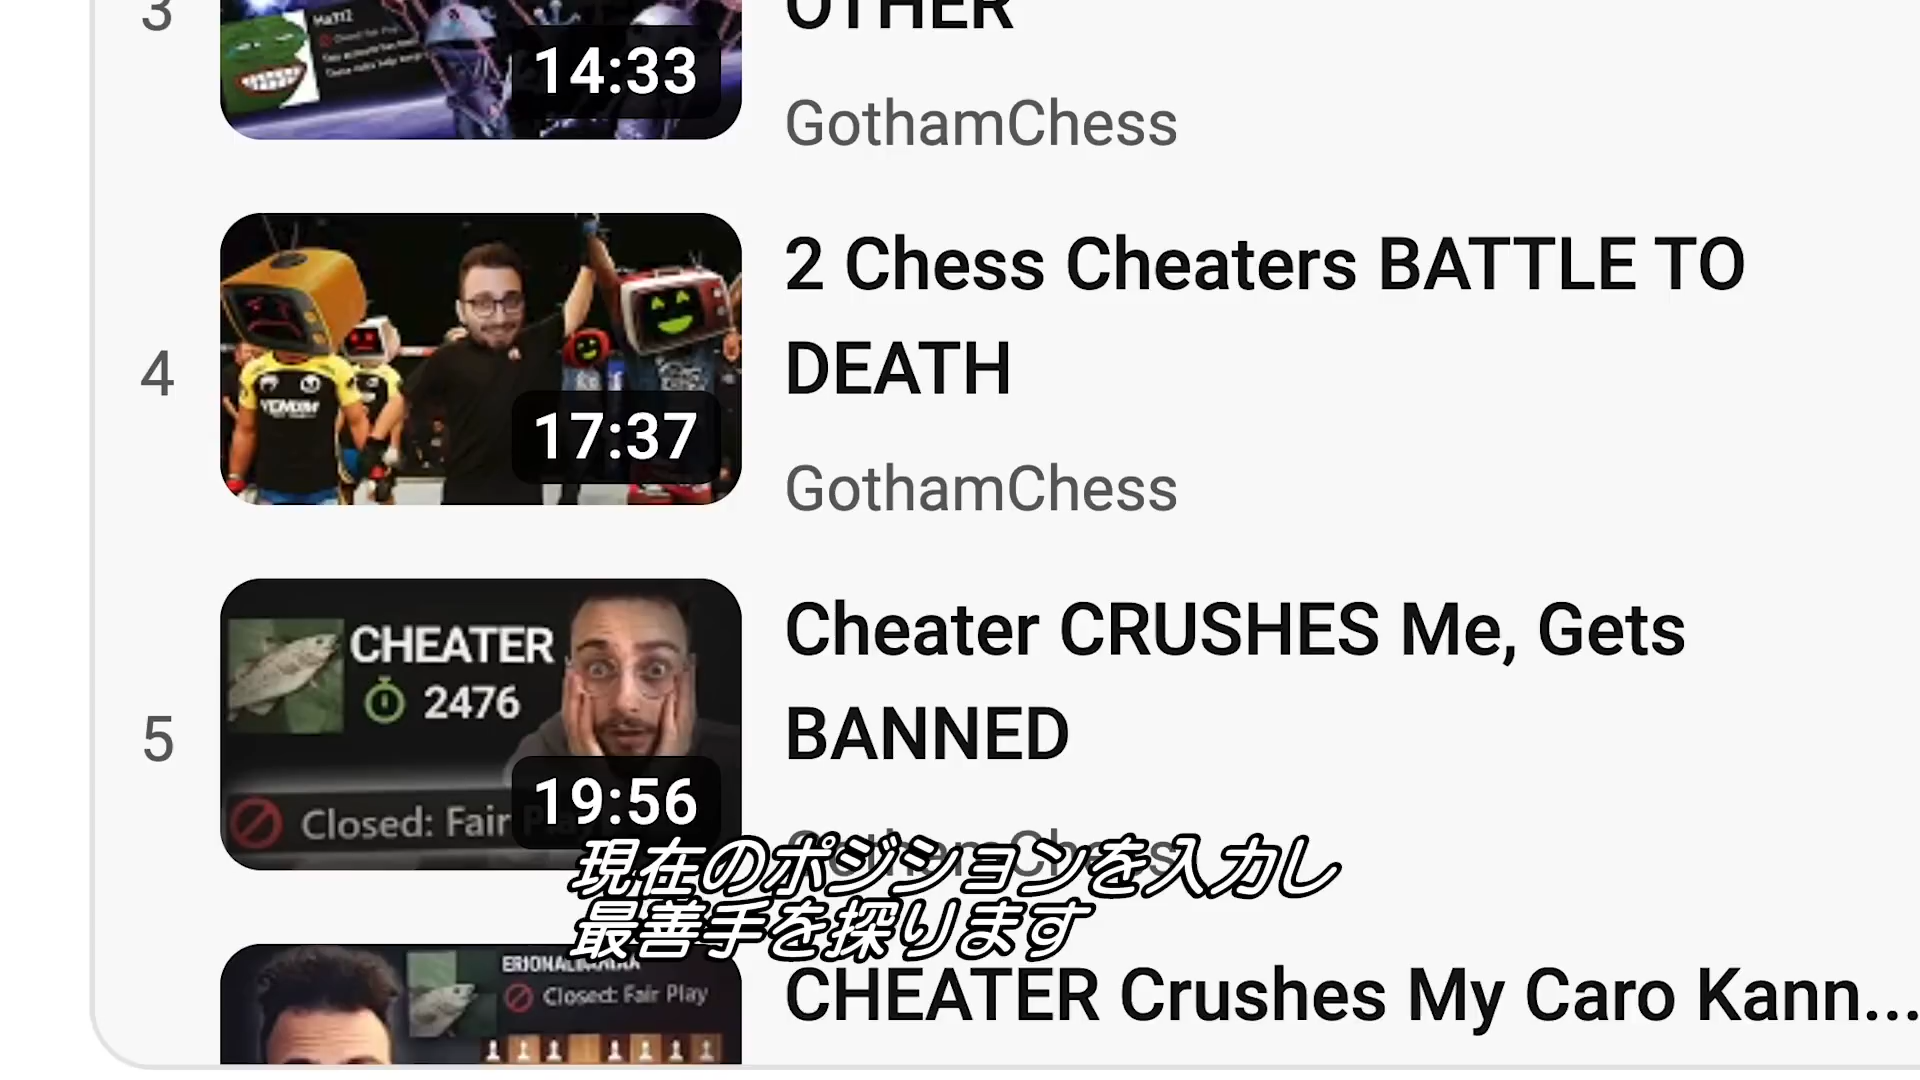 3
14:33
OTHER
GothamChess
4
VENUM
17:37
2 Chess Cheaters BATTLE TO
DEATH
GothamChess
5
CHEATER
2476
Closed: Fair
19:56
Cheater CRUSHES Me, Gets
BANNED
GothamChess
現在のポジションを入力し
最善手を探ります
Closed: Fair Play
CHEATER Crushes My Caro Kann...